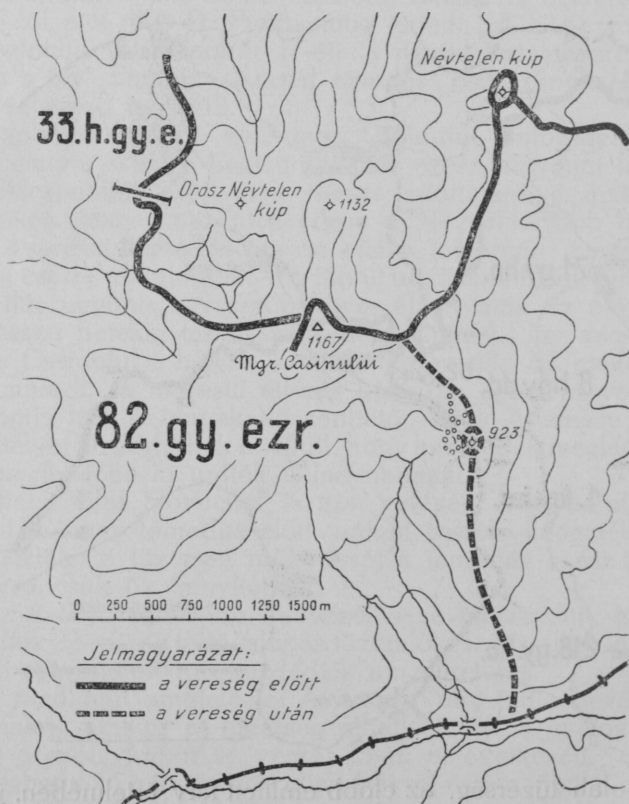 Névtelen kúp
33.h.gy.e.
Orosz Névtelen
kúp
1132
1167
Mgr. Casinului
82.gy.ezr.
923
0 250 500 750 1000 1250 1500 m
Jelmagyarázat:
a vereség előtt
a vereség után